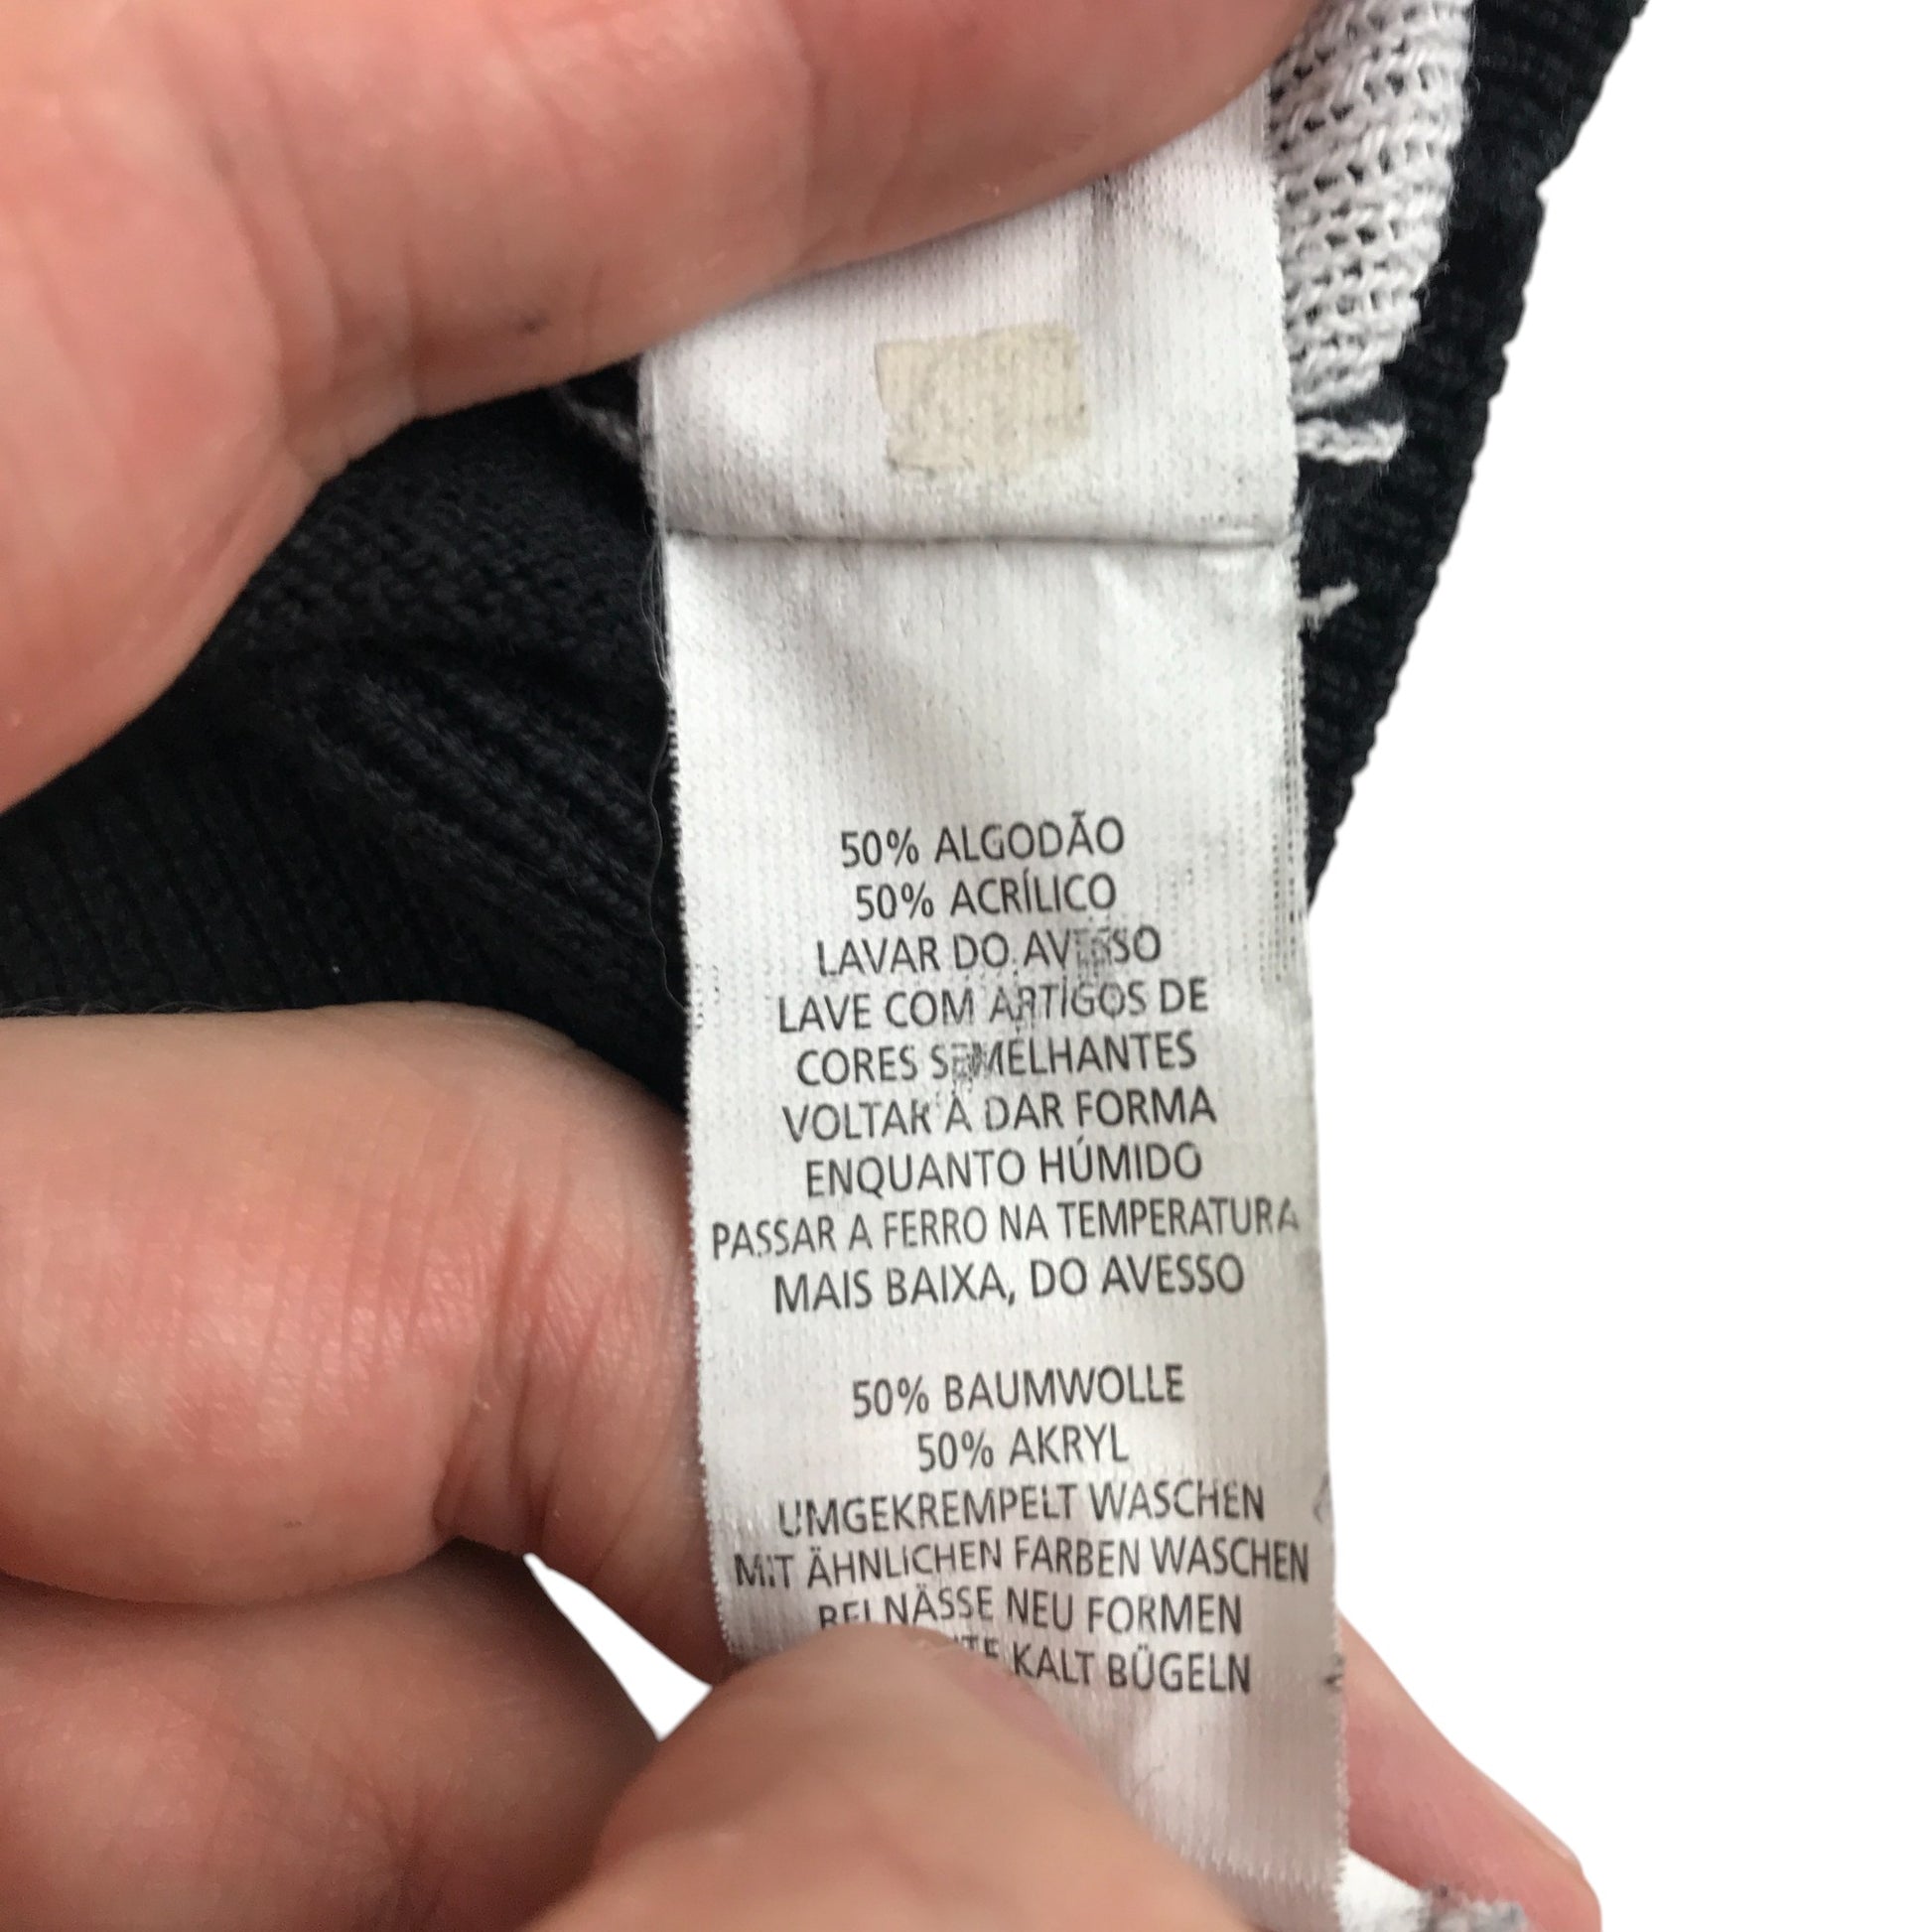 50% ALGODÃO
50% ACRÍLICO
LAVAR DO AVESSO
LAVE COM ARTIGOS DE
CORES SEMELHANTES
VOLTAR A DAR FORMA
ENQUANTO HÚMIDO
PASSAR A FERRO NA TEMPERATURA
MAIS BAIXA, DO AVESSO
50% BAUMWOLLE
50% AKRYL
UMGEKREMPELT WASCHEN
MIT ÄHNLICHEN FARBEN WASCHEN
BEI NÄSSE NEU FORMEN
KALT BÜGELN